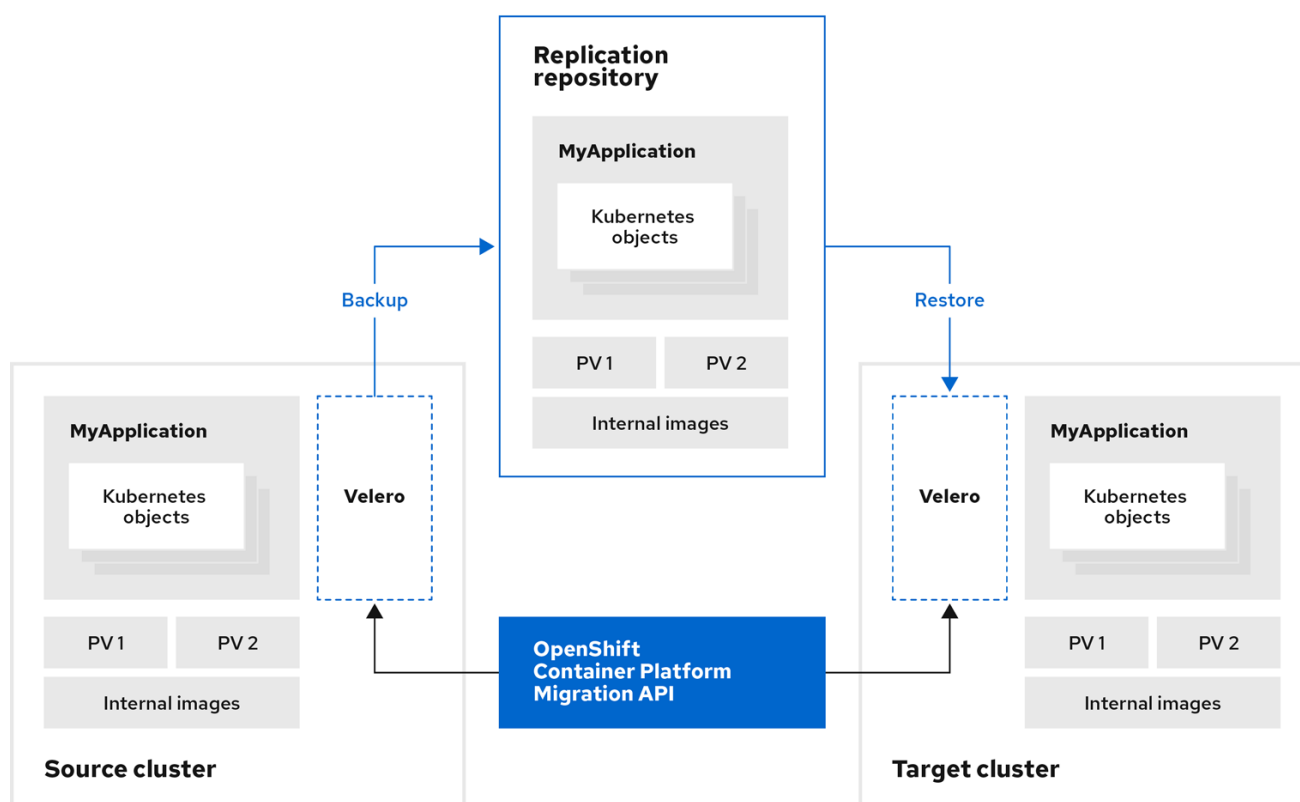 Replication
repository
MyApplication
Kubernetes
objects
PV 1
PV 2
Internal images
Backup
Restore
MyApplication
Kubernetes
objects
Velero
PV 1
PV 2
Internal images
Source cluster
OpenShift
Container Platform
Migration API
Velero
MyApplication
Kubernetes
objects
PV 1
PV 2
Internal images
Target cluster